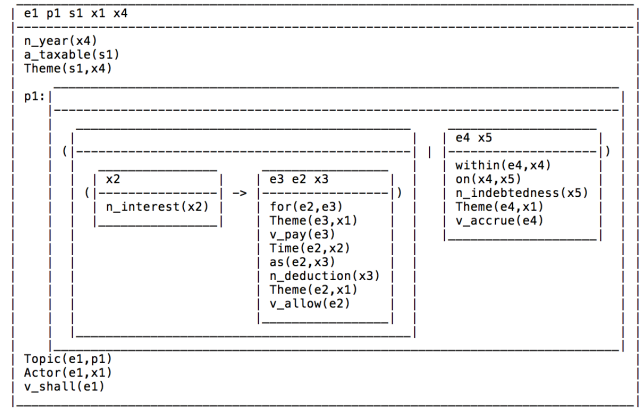 e1 p1 s1 x1 x4
n_year(x4)
a_taxable(s1)
Theme(s1,x4)
p1:
e4 x5
( | )
within(e4,x4)
x2 e3 e2 x3 on(x4,x5)
( -> ) n_indebtedness(x5)
n_interest(x2) for(e2,e3) Theme(e4,x1)
Theme(e3,x1) v_accrue(e4)
v_pay(e3)
Time(e2,x2)
as(e2,x3)
n_deduction(x3)
Theme(e2,x1)
v_allow(e2)
Topic(e1,p1)
Actor(e1,x1)
v_shall(e1)